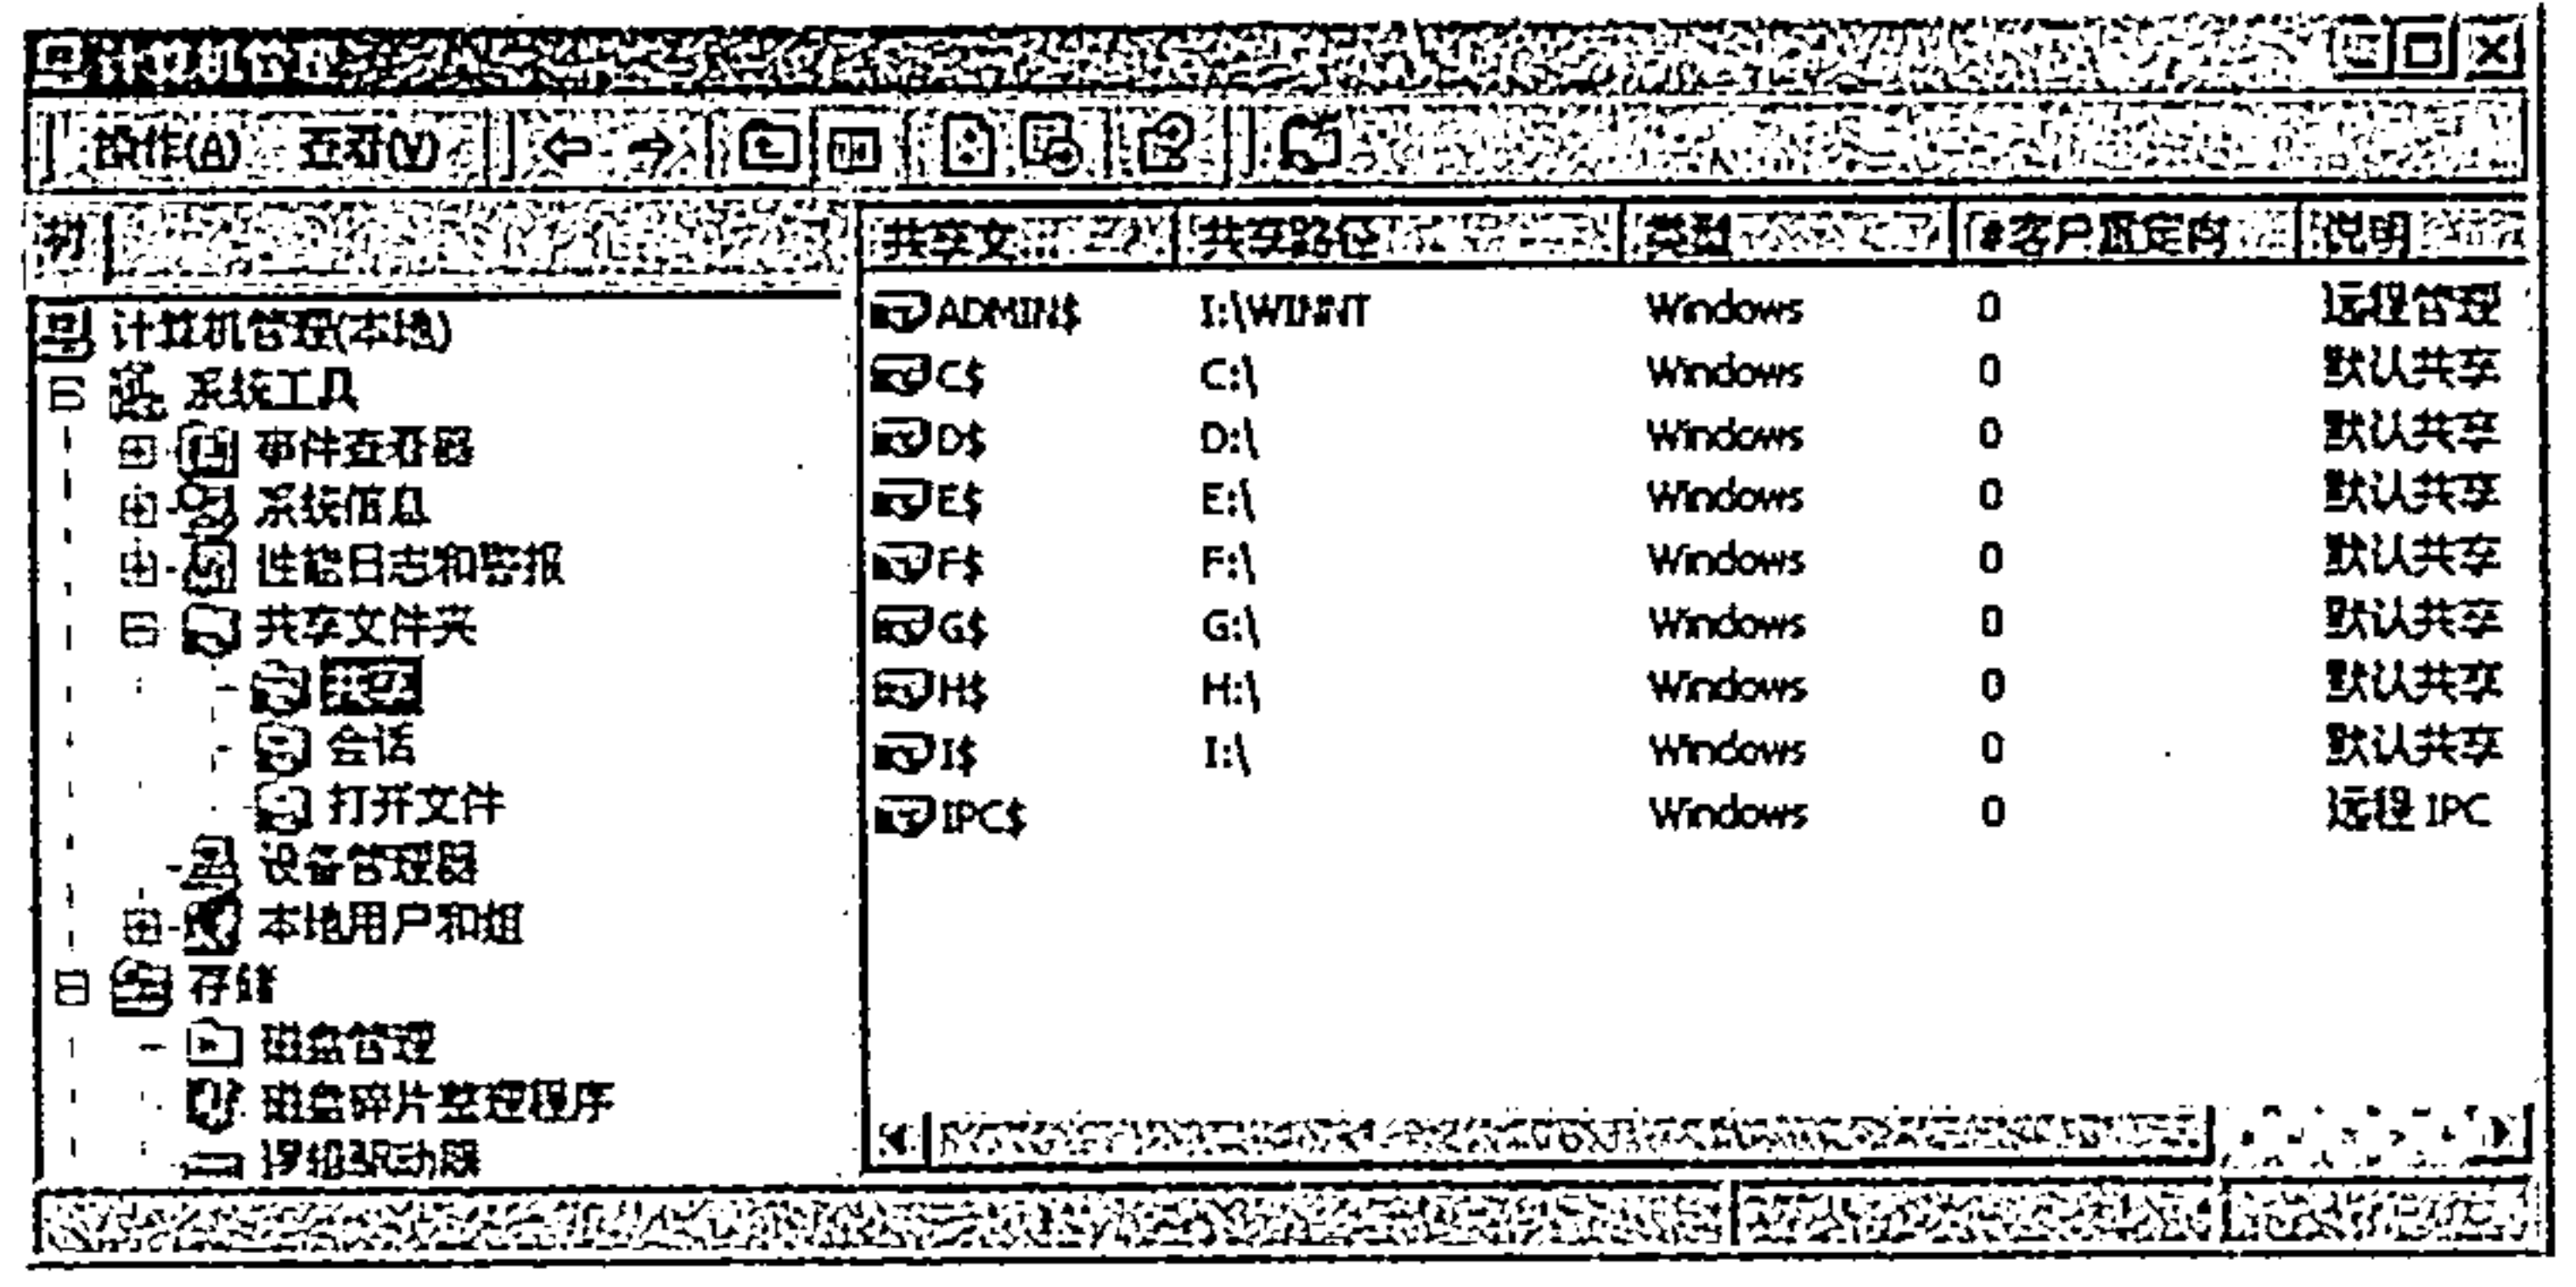 计算机管理
操作(A) 查看(V)
树
计算机管理(本地)
系统工具
事件查看器
系统信息
性能日志和警报
共享文件夹
共享
会话
打开文件
设备管理器
本地用户和组
存储
磁盘管理
磁盘碎片整理程序
逻辑驱动器
共享文... 共享路径 类型 #客户重定向 说明
ADMIN$ I:\WINNT Windows 0 远程管理
C$ C:\ Windows 0 默认共享
D$ D:\ Windows 0 默认共享
E$ E:\ Windows 0 默认共享
F$ F:\ Windows 0 默认共享
G$ G:\ Windows 0 默认共享
H$ H:\ Windows 0 默认共享
I$ I:\ Windows 0 默认共享
IPC$ Windows 0 远程 IPC